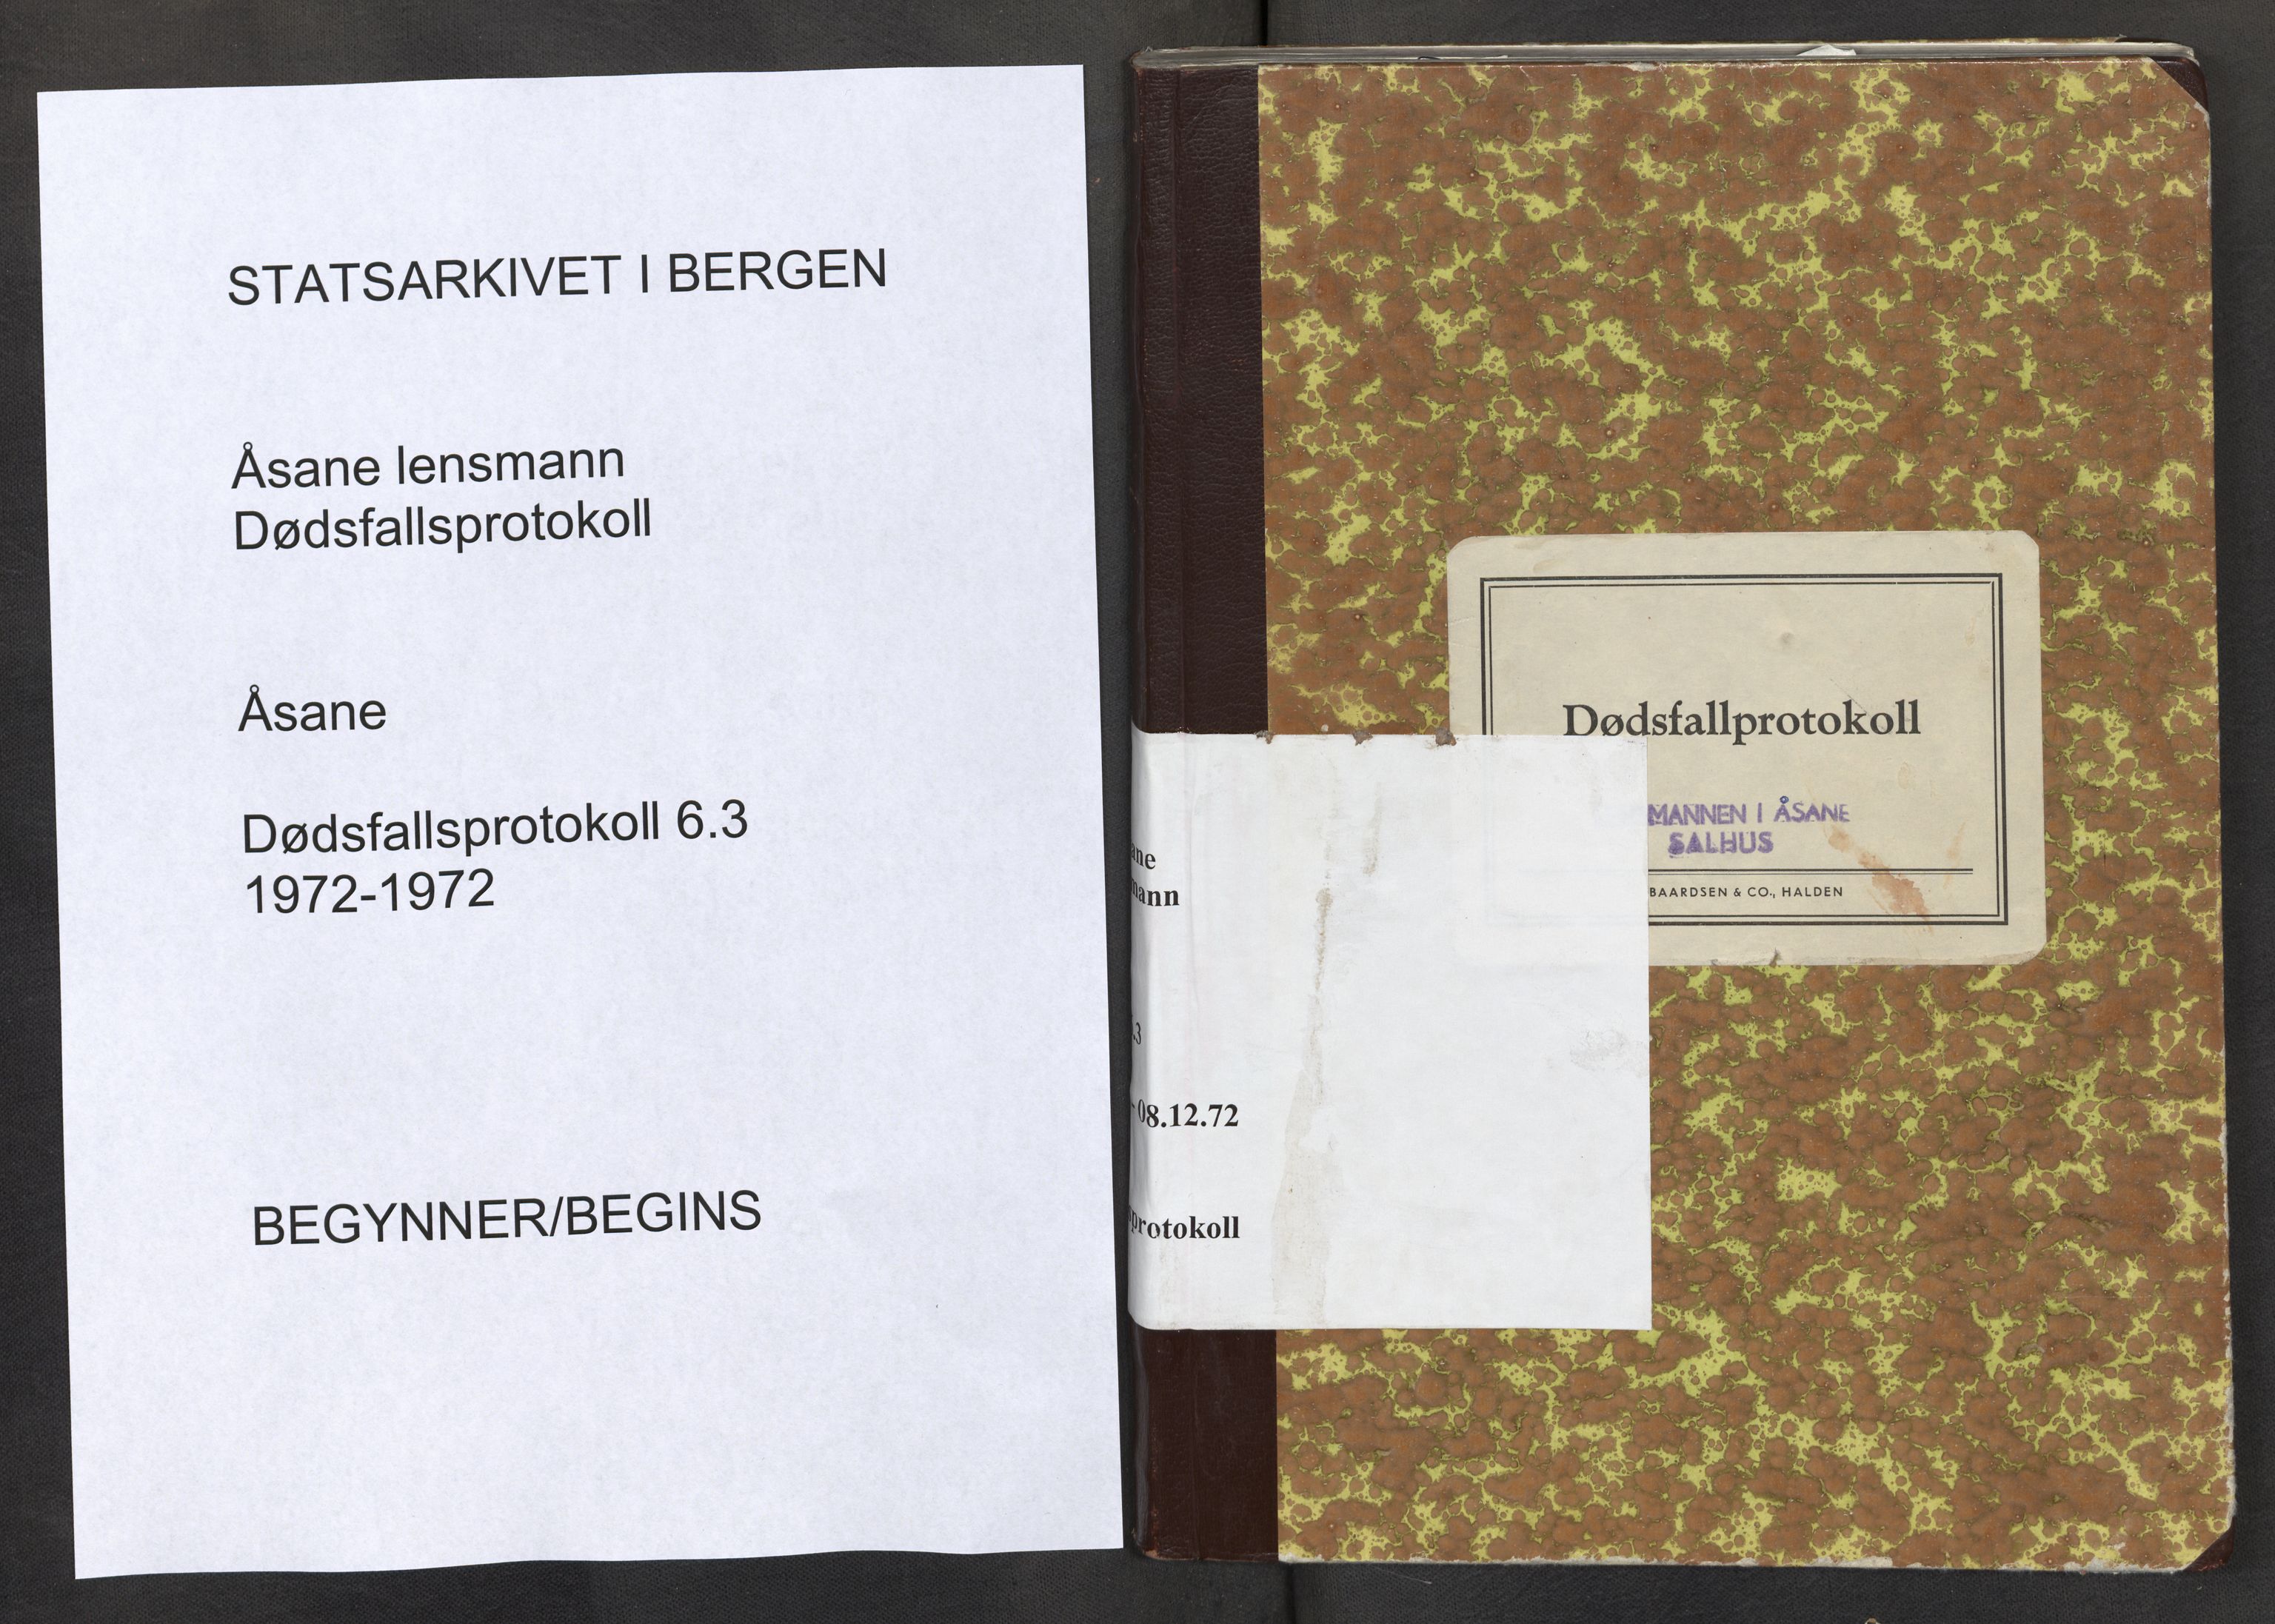 STATSARKIVET I BERGEN
Åsane lensmann
Dødsfallsprotokoll
Åsane
Dødsfallsprotokoll 6.3
1972-1972
BEGYNNER/BEGINS
Dødsfallprotokoll
MANNEN I ÅSANE
SALHUS
BAARDSEN & CO., HALDEN
ane
mann
.3
- 08.12.72
protokoll